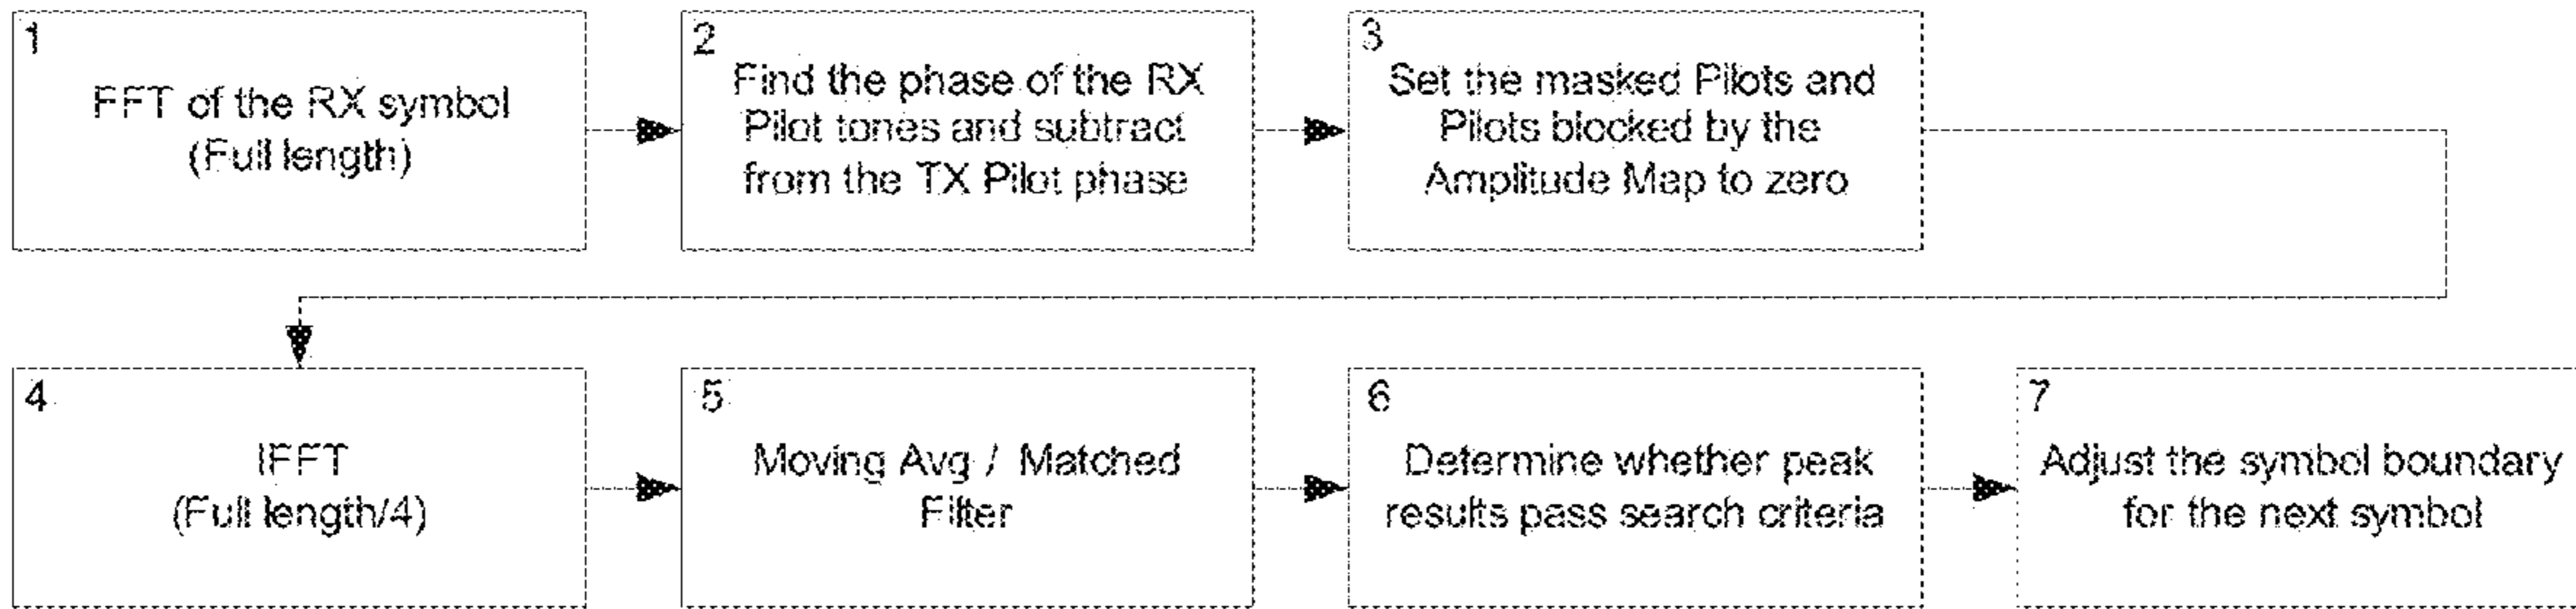 1
FFT of the RX symbol
(Full length)
2
Find the phase of the RX
Pilot tones and subtract
from the TX Pilot phase
3
Set the masked Pilots and
Pilots blocked by the
Amplitude Map to zero
4
IFFT
(Full length/4)
5
Moving Avg / Matched
Filter
6
Determine whether peak
results pass search criteria
7
Adjust the symbol boundary
for the next symbol